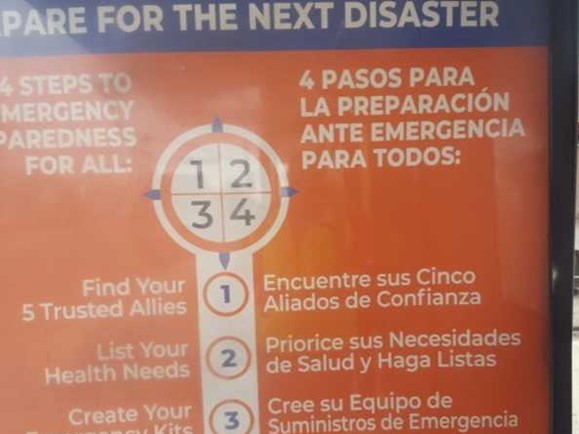 PARE FOR THE NEXT DISASTER
4 STEPS TO
MERGENCY
PAREDNESS
FOR ALL:
4 PASOS PARA
LA PREPARACIÓN
ANTE EMERGENCIA
PARA TODOS:
1 2
3 4
Find Your
5 Trusted Allies
1
Encuentre sus Cinco
Aliados de Confianza
List Your
Health Needs
2
Priorice sus Necesidades
de Salud y Haga Listas
Create Your
Emergency Kits
3
Cree su Equipo de
Suministros de Emergencia